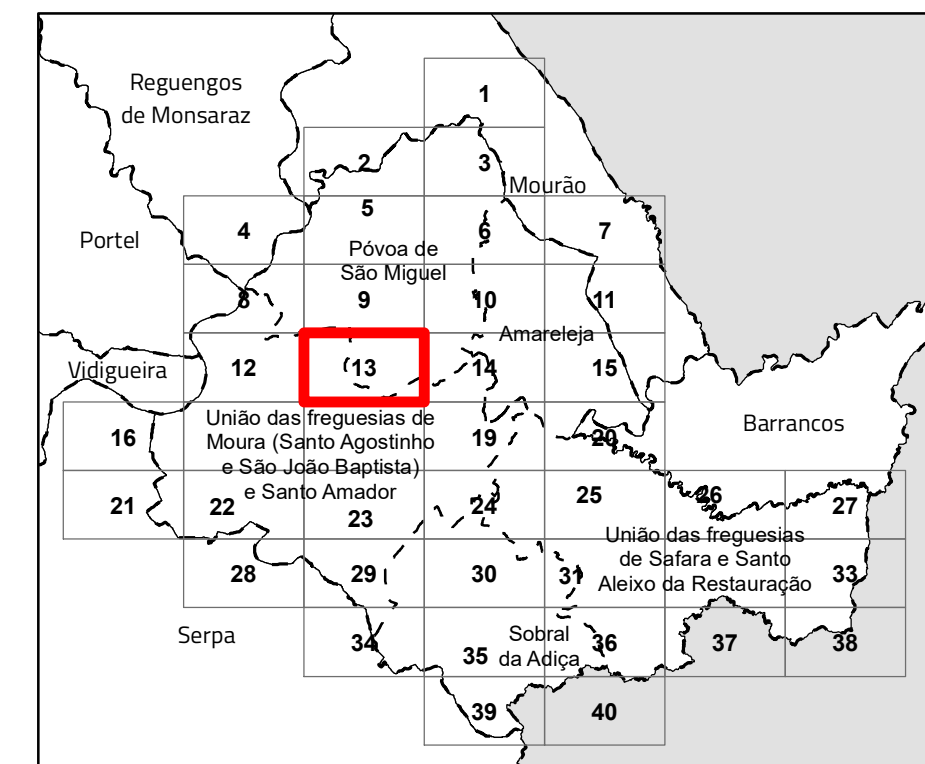 Reguengos
de Monsaraz
1
2
3
Mourão
4
5
6
7
Portel
Póvoa de
São Miguel
8
9
10
11
Amareleja
Vidigueira
12
13
14
15
União das freguesias de
Moura (Santo Agostinho
e São João Baptista)
e Santo Amador
16
19
20
Barrancos
21
22
23
24
25
26
27
União das freguesias
de Safara e Santo
Aleixo da Restauração
28
29
30
31
33
Serpa
34
35
Sobral
da Adiça
36
37
38
39
40